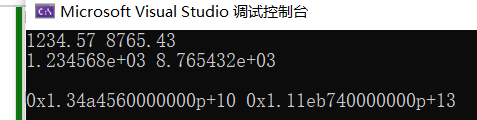 Microsoft Visual Studio 调试控制台
1234.57 8765.43
1.234568e+03 8.765432e+03
0x1.34a4560000000p+10 0x1.11eb740000000p+13